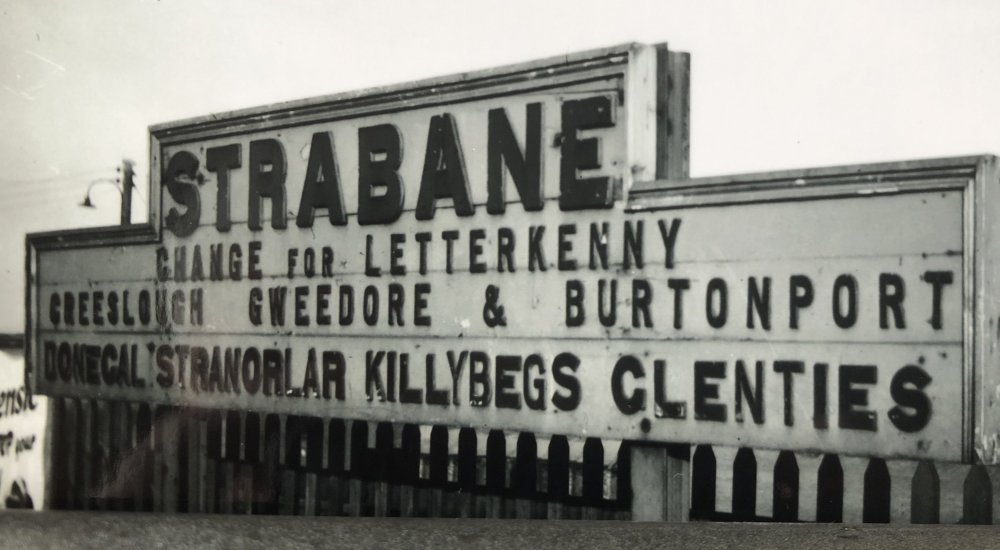 STRABANE
CHANGE FOR LETTERKENNY
CREESLOUGH GWEEDORE & BURTONPORT
DONEGAL STRANORLAR KILLYBEGS GLENTIES